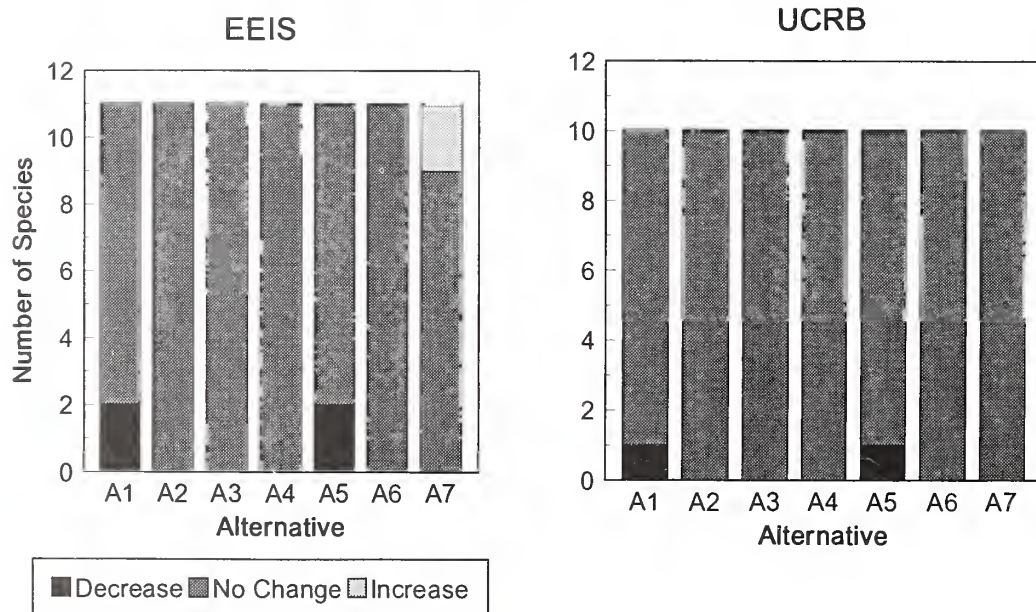 EEIS
12
10
8
6
4
2
0
Number of Species
A1 A2 A3 A4 A5 A6 A7
Alternative
UCRB
12
10
8
6
4
2
0
A1 A2 A3 A4 A5 A6 A7
Alternative
Decrease No Change Increase